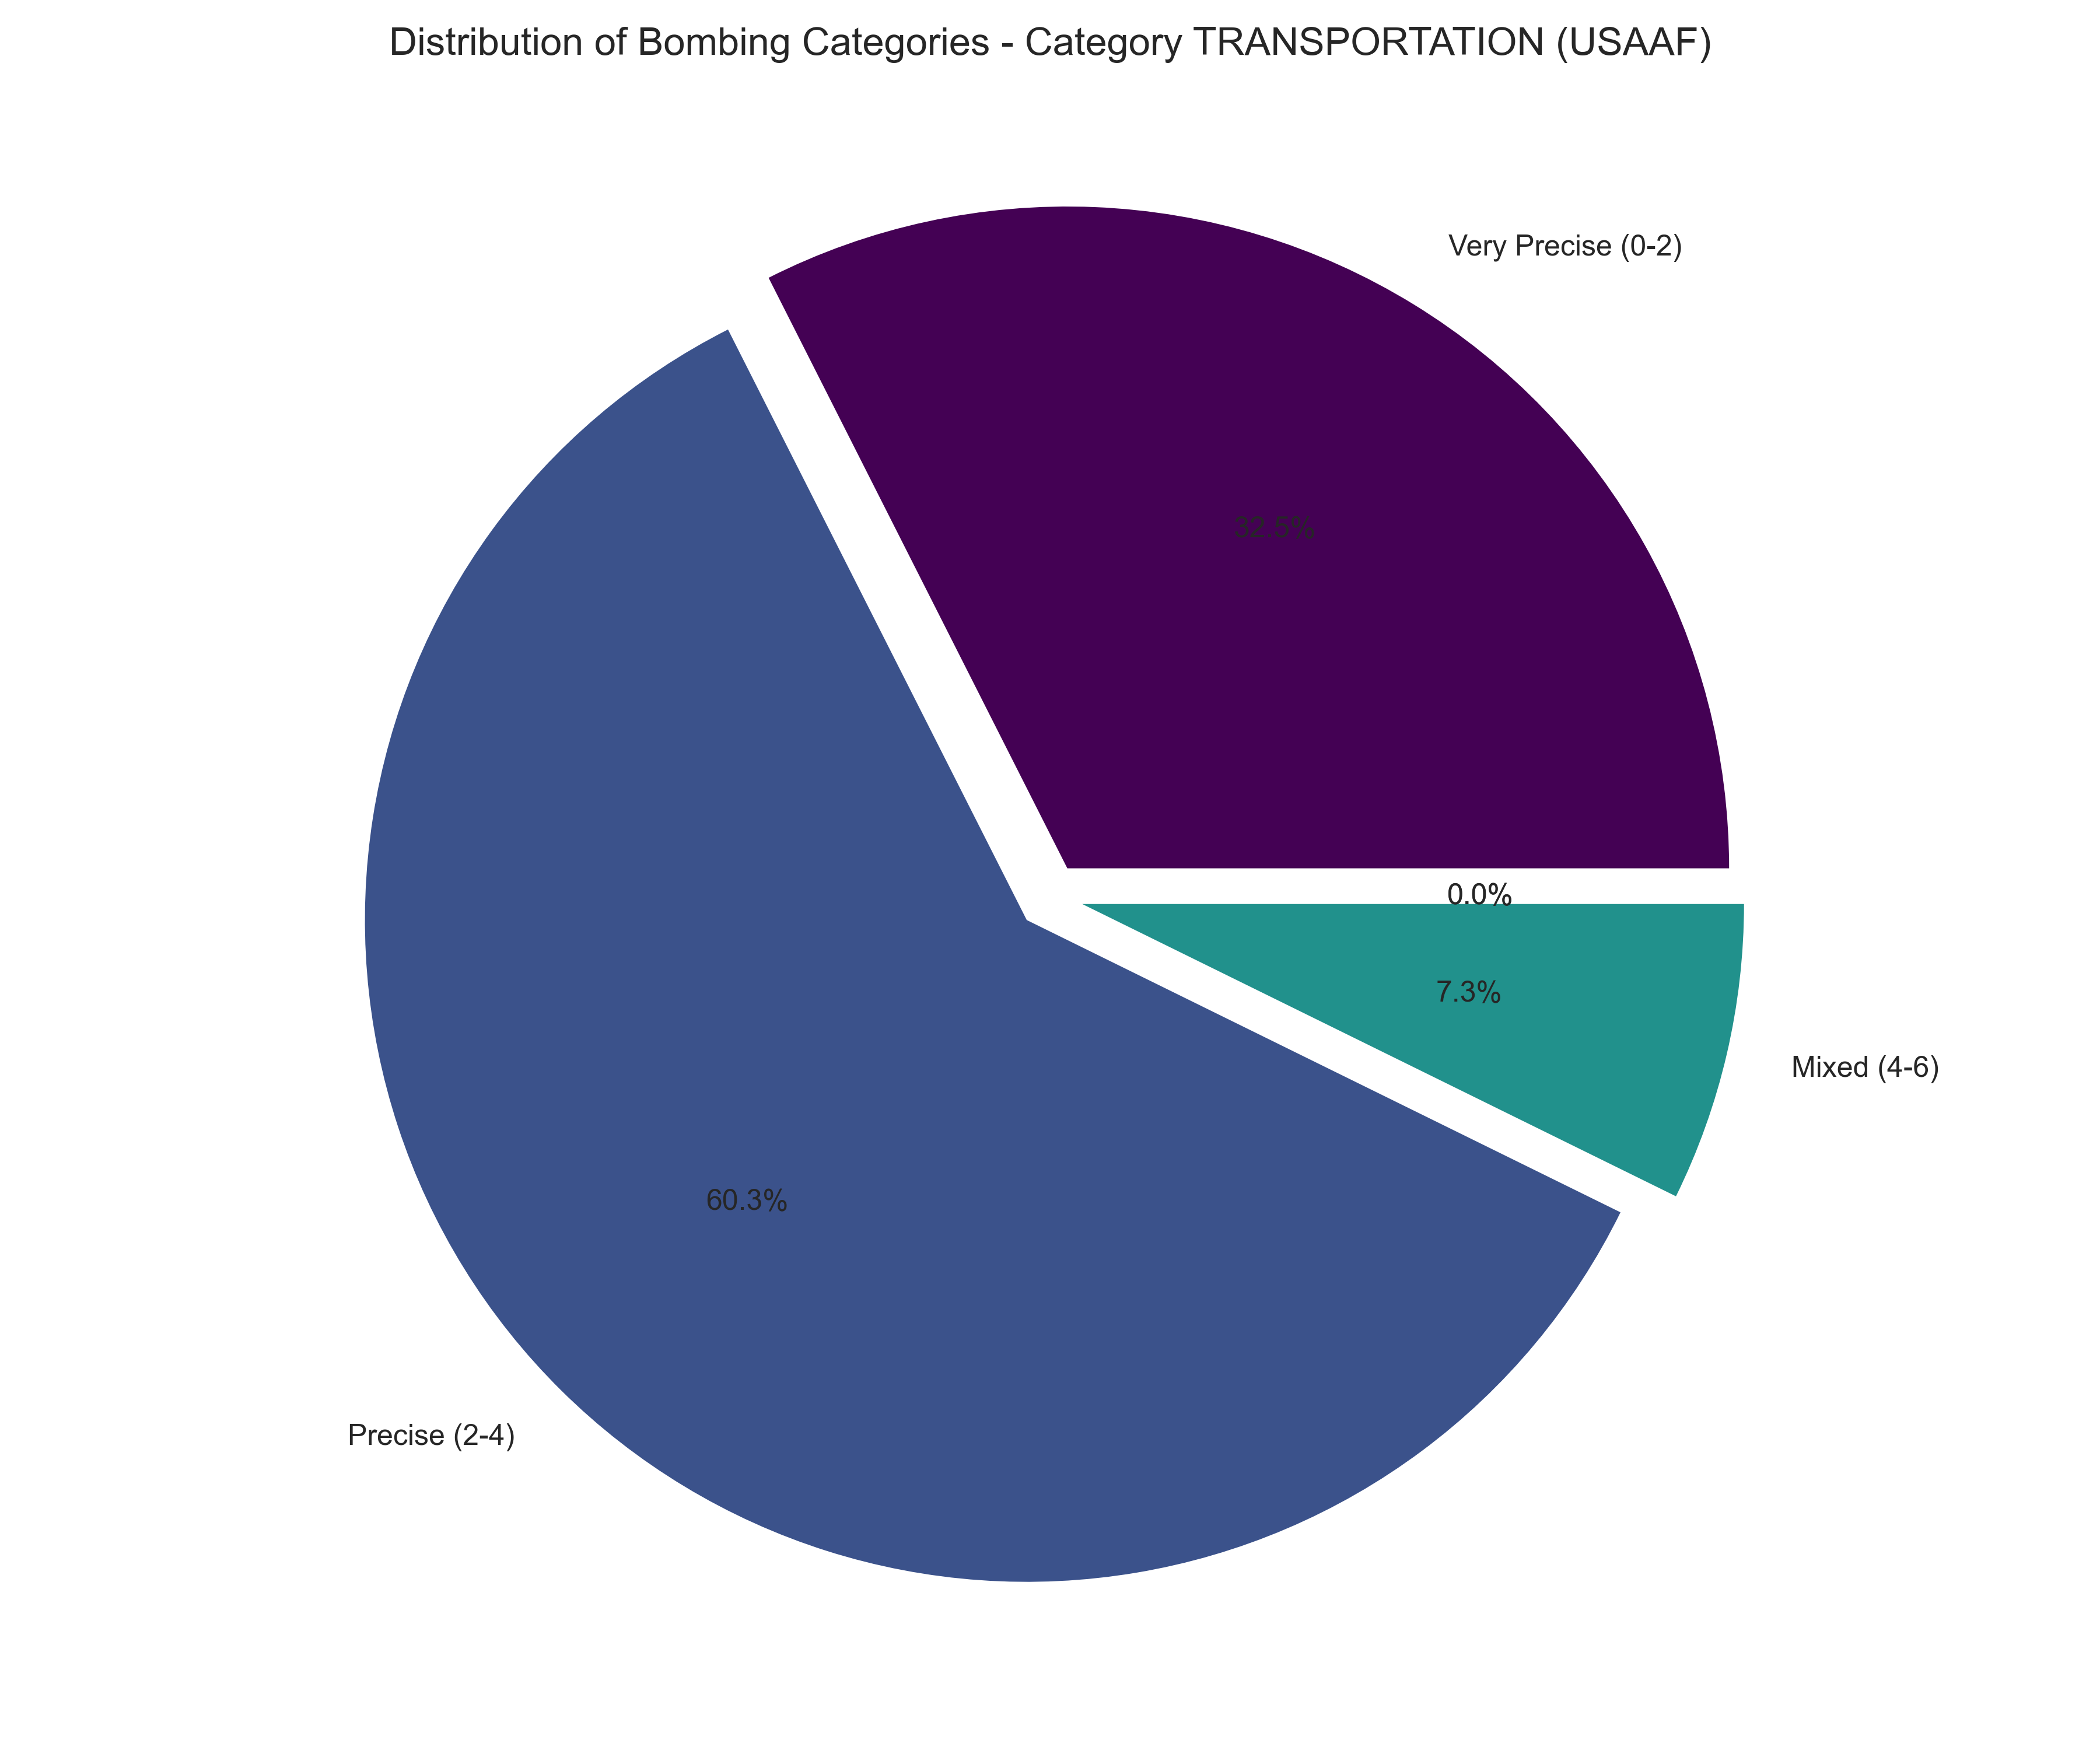 Distribution of Bombing Categories - Category TRANSPORTATION (USAAF)
Very Precise (0-2)
32.5%
0.0%
7.3%
Mixed (4-6)
60.3%
Precise (2-4)